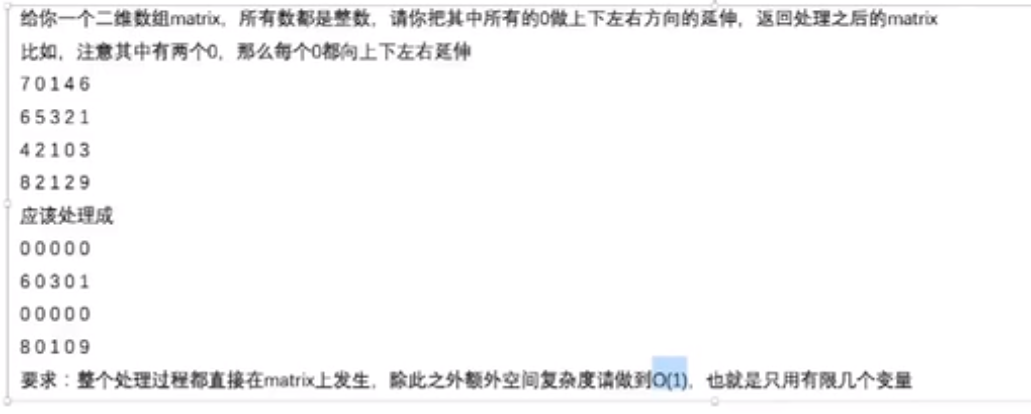 给你一个二维数组matrix，所有数都是整数，请你把其中所有的0做上下左右方向的延伸，返回处理之后的matrix
比如，注意其中有两个0，那么每个0都向上下左右延伸
7 0 1 4 6
6 5 3 2 1
4 2 1 0 3
8 2 1 2 9
应该处理成
0 0 0 0 0
6 0 3 0 1
0 0 0 0 0
8 0 1 0 9
要求：整个处理过程都直接在matrix上发生，除此之外额外空间复杂度请做到O(1)，也就是只用有限几个变量